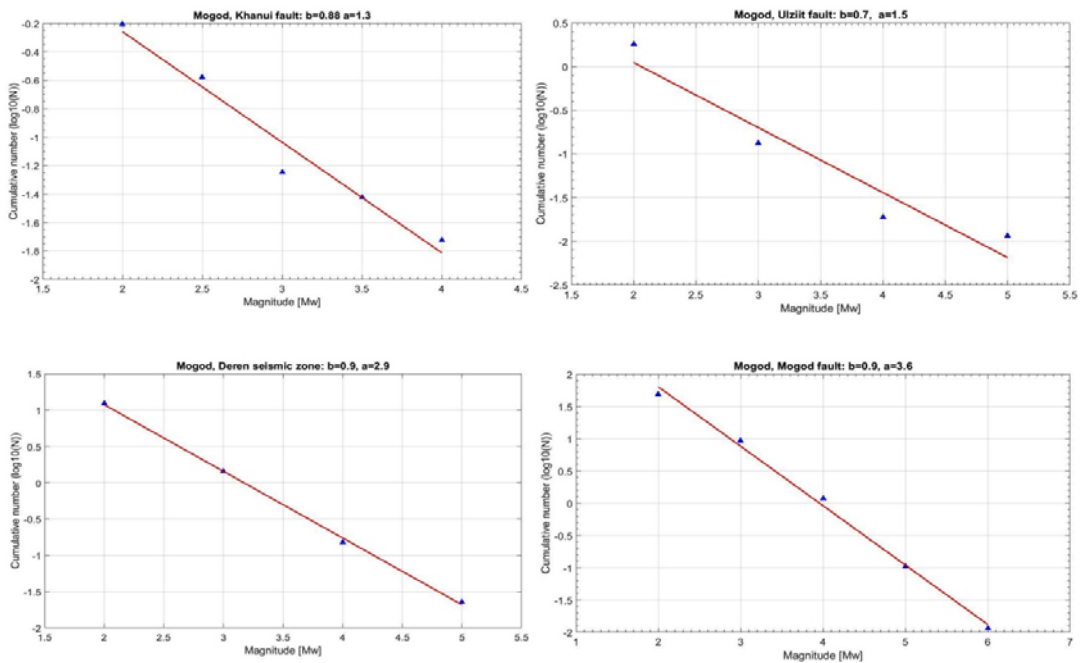 Mogod, Khanui fault: b=0.88 a=1.3
Cumulative number (log10(N))
-0.2
-0.4
-0.6
-0.8
-1
-1.2
-1.4
-1.6
-1.8
-2
1.5 2 2.5 3 3.5 4 4.5
Magnitude [Mw]
Mogod, Ulziit fault: b=0.7, a=1.5
Cumulative number (log10(N))
0.5
0
-0.5
-1
-1.5
-2
-2.5
1.5 2 2.5 3 3.5 4 4.5 5 5.5
Magnitude [Mw]
Mogod, Deren seismic zone: b=0.9, a=2.9
Cumulative number (log10(N))
1.5
1
0.5
0
-0.5
-1
-1.5
-2
1.5 2 2.5 3 3.5 4 4.5 5 5.5
Magnitude [Mw]
Mogod, Mogod fault: b=0.9, a=3.6
Cumulative number (log10(N))
2
1.5
1
0.5
0
-0.5
-1
-1.5
-2
1 2 3 4 5 6 7
Magnitude [Mw]